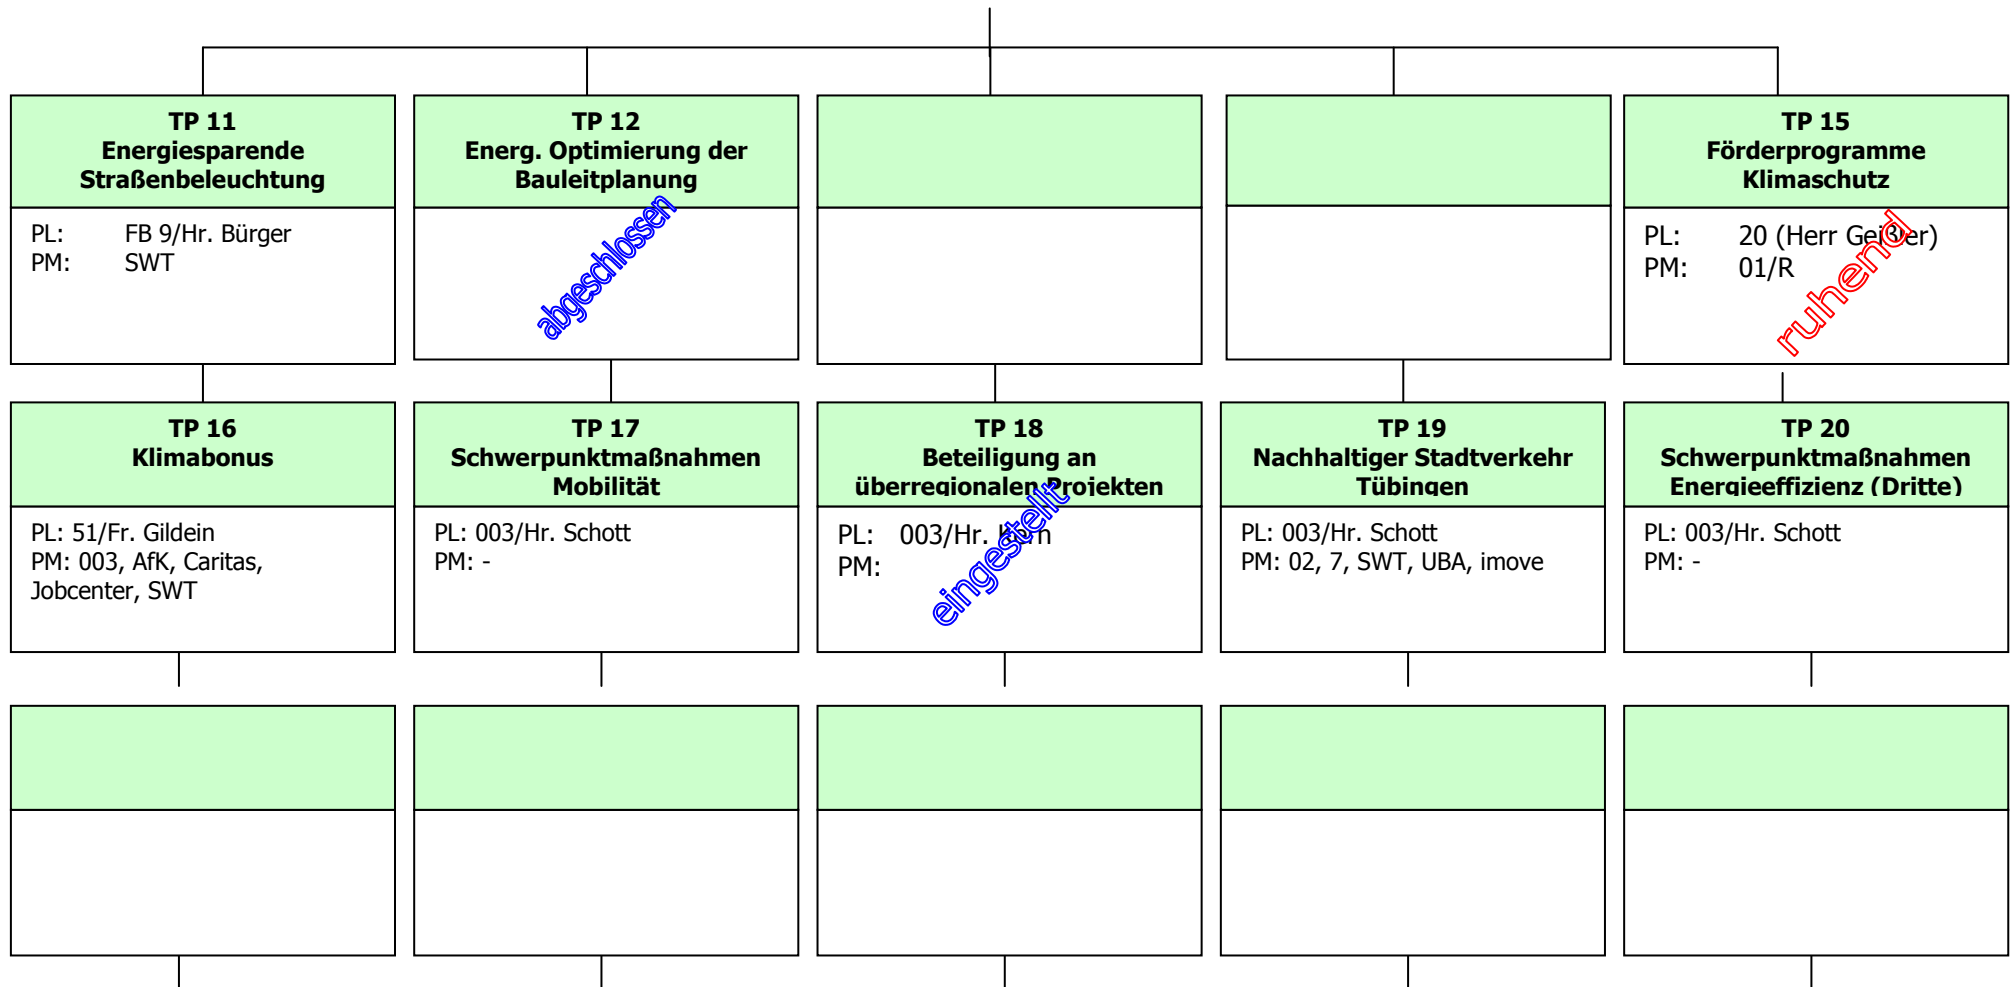 TP 11
Energiesparende
Straßenbeleuchtung
PL: FB 9/Hr. Bürger
PM: SWT
TP 12
Energ. Optimierung der
Bauleitplanung
abgeschlossen
TP 15
Förderprogramme
Klimaschutz
PL: 20 (Herr Geißler)
PM: 01/R
ruhend
TP 16
Klimabonus
PL: 51/Fr. Gildein
PM: 003, AfK, Caritas,
Jobcenter, SWT
TP 17
Schwerpunktmaßnahmen
Mobilität
PL: 003/Hr. Schott
PM: -
TP 18
Beteiligung an
überregionalen Projekten
PL: 003/Hr. Kern
PM:
eingestellt
TP 19
Nachhaltiger Stadtverkehr
Tübingen
PL: 003/Hr. Schott
PM: 02, 7, SWT, UBA, imove
TP 20
Schwerpunktmaßnahmen
Energieeffizienz (Dritte)
PL: 003/Hr. Schott
PM: -